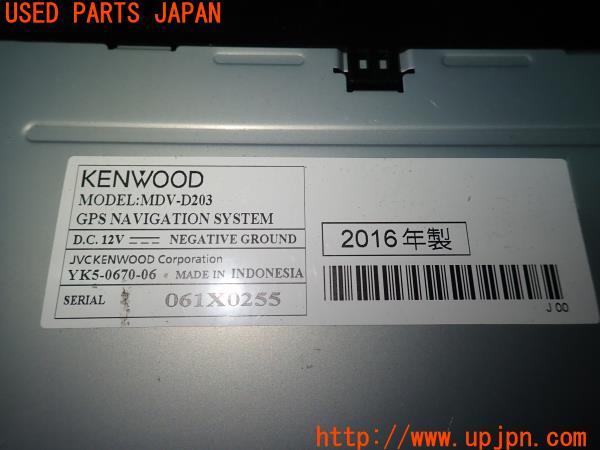 USED PARTS JAPAN
KENWOOD
MODEL:MDV-D203
GPS NAVIGATION SYSTEM
D.C. 12V NEGATIVE GROUND
JVCKENWOOD Corporation
YK5-0670-06 MADE IN INDONESIA
SERIAL 061X0255
2016年製
J 00
http://www.upjpn.com/